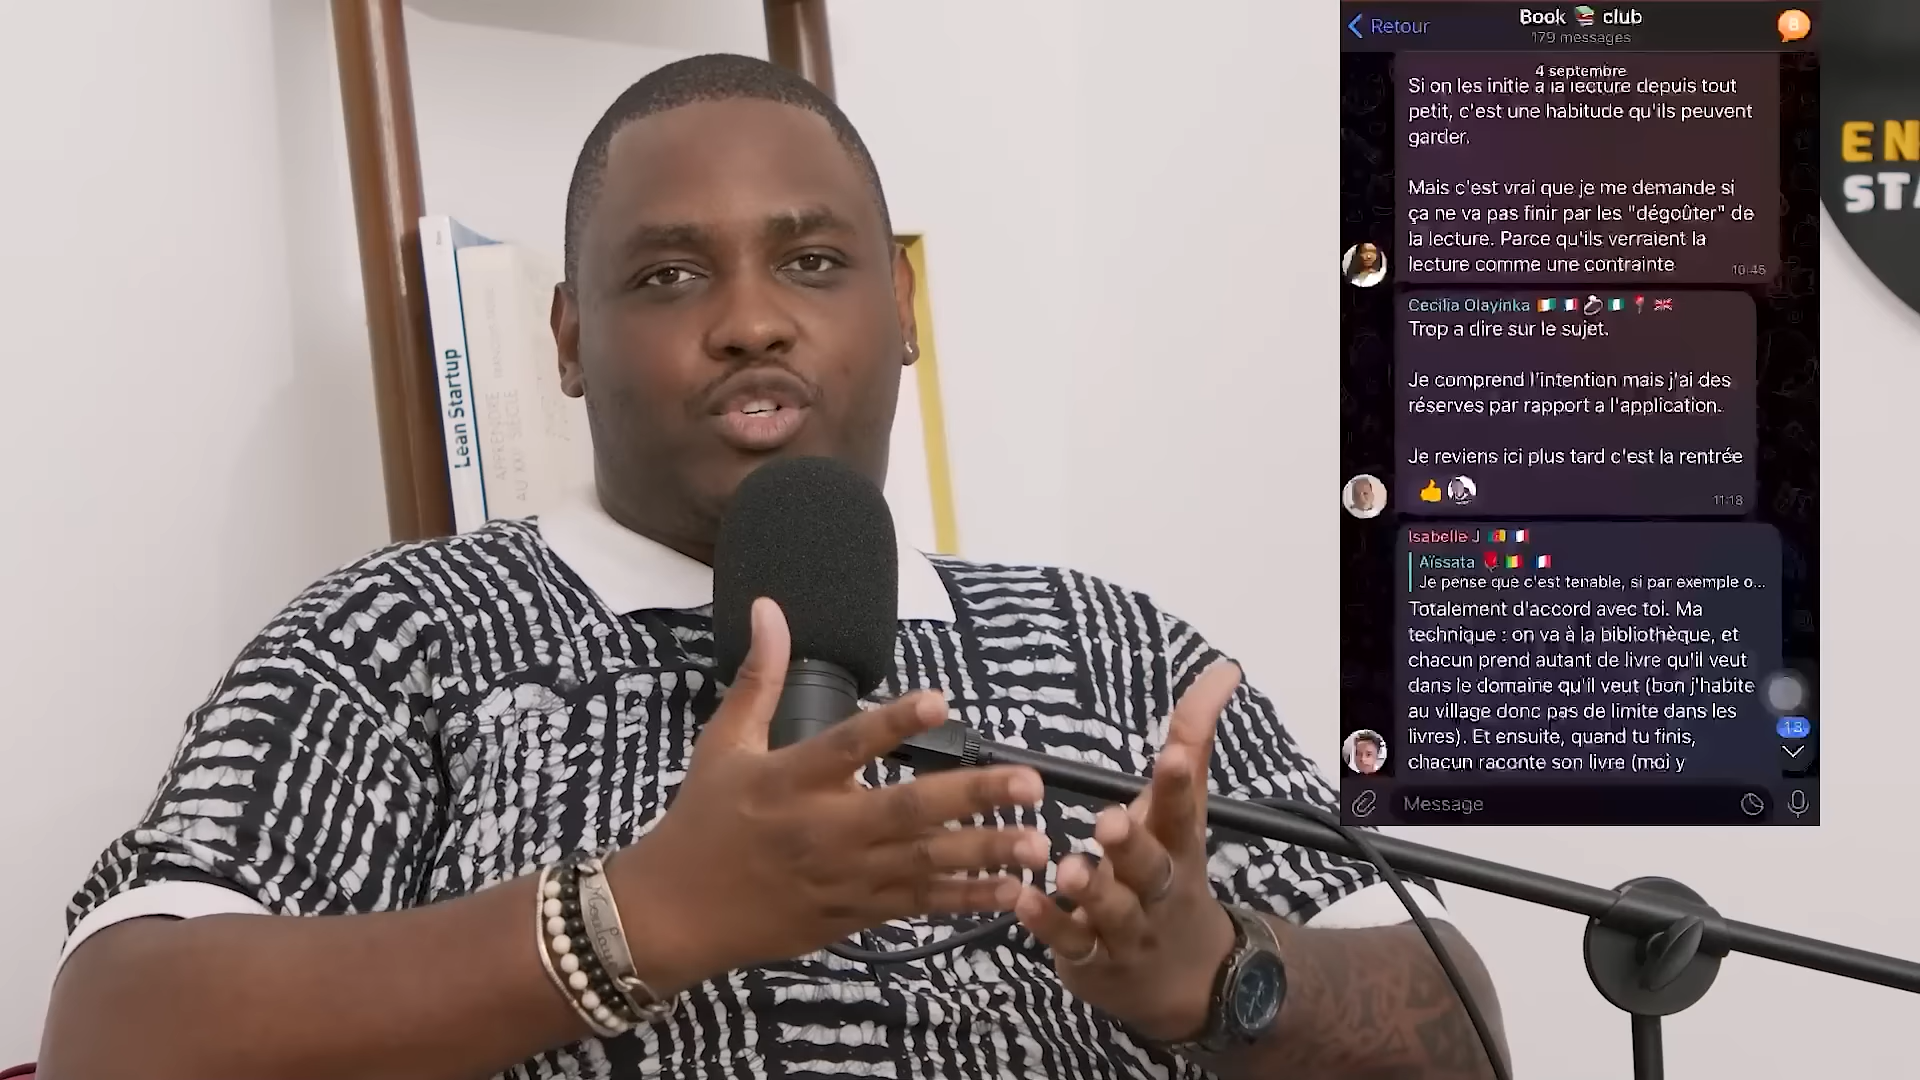 Retour
Book club
179 messages
8
4 septembre
Si on les initie a la lecture depuis tout
petit, c'est une habitude qu'ils peuvent
garder.
Mais c'est vrai que je me demande si
ça ne va pas finir par les "dégoûter" de
la lecture. Parce qu'ils verraient la
lecture comme une contrainte
10:45
Cecilia Olayinka
Trop a dire sur le sujet.
Je comprend l'intention mais j'ai des
réserves par rapport a l'application.
Je reviens ici plus tard c'est la rentrée
11:18
Isabelle J
Aïssata
Je pense que c'est tenable, si par exemple o...
Totalement d'accord avec toi. Ma
technique : on va à la bibliothèque, et
chacun prend autant de livre qu'il veut
dans le domaine qu'il veut (bon j'habite
au village donc pas de limite dans les
livres). Et ensuite, quand tu finis,
chacun raconte son livre (moi y
13
Message
EN
STA
Lean Startup
APPRENDRE
AU XXIe SIÈCLE